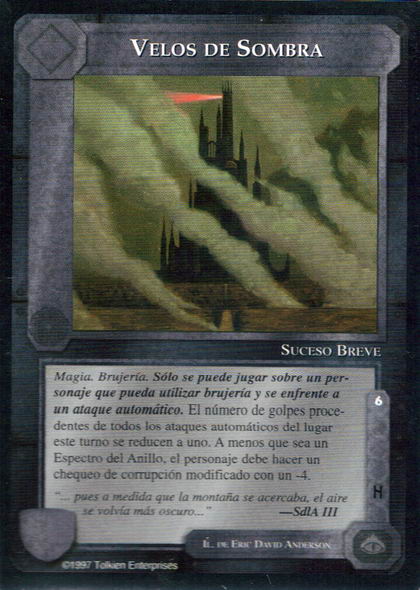 VELOS DE SOMBRA
SUCESO BREVE
Magia. Brujería. Sólo se puede jugar sobre un per-
sonaje que pueda utilizar brujería y se enfrente a
un ataque automático. El número de golpes proce-
dentes de todos los ataques automáticos del lugar
este turno se reducen a uno. A menos que sea un
Espectro del Anillo, el personaje debe hacer un
chequeo de corrupción modificado con un -4.
6
H
"... pues a medida que la montaña se acercaba, el aire
se volvía más oscuro..." —SdlA III
IL. DE ERIC DAVID ANDERSON
©1997 Tolkien Enterprises